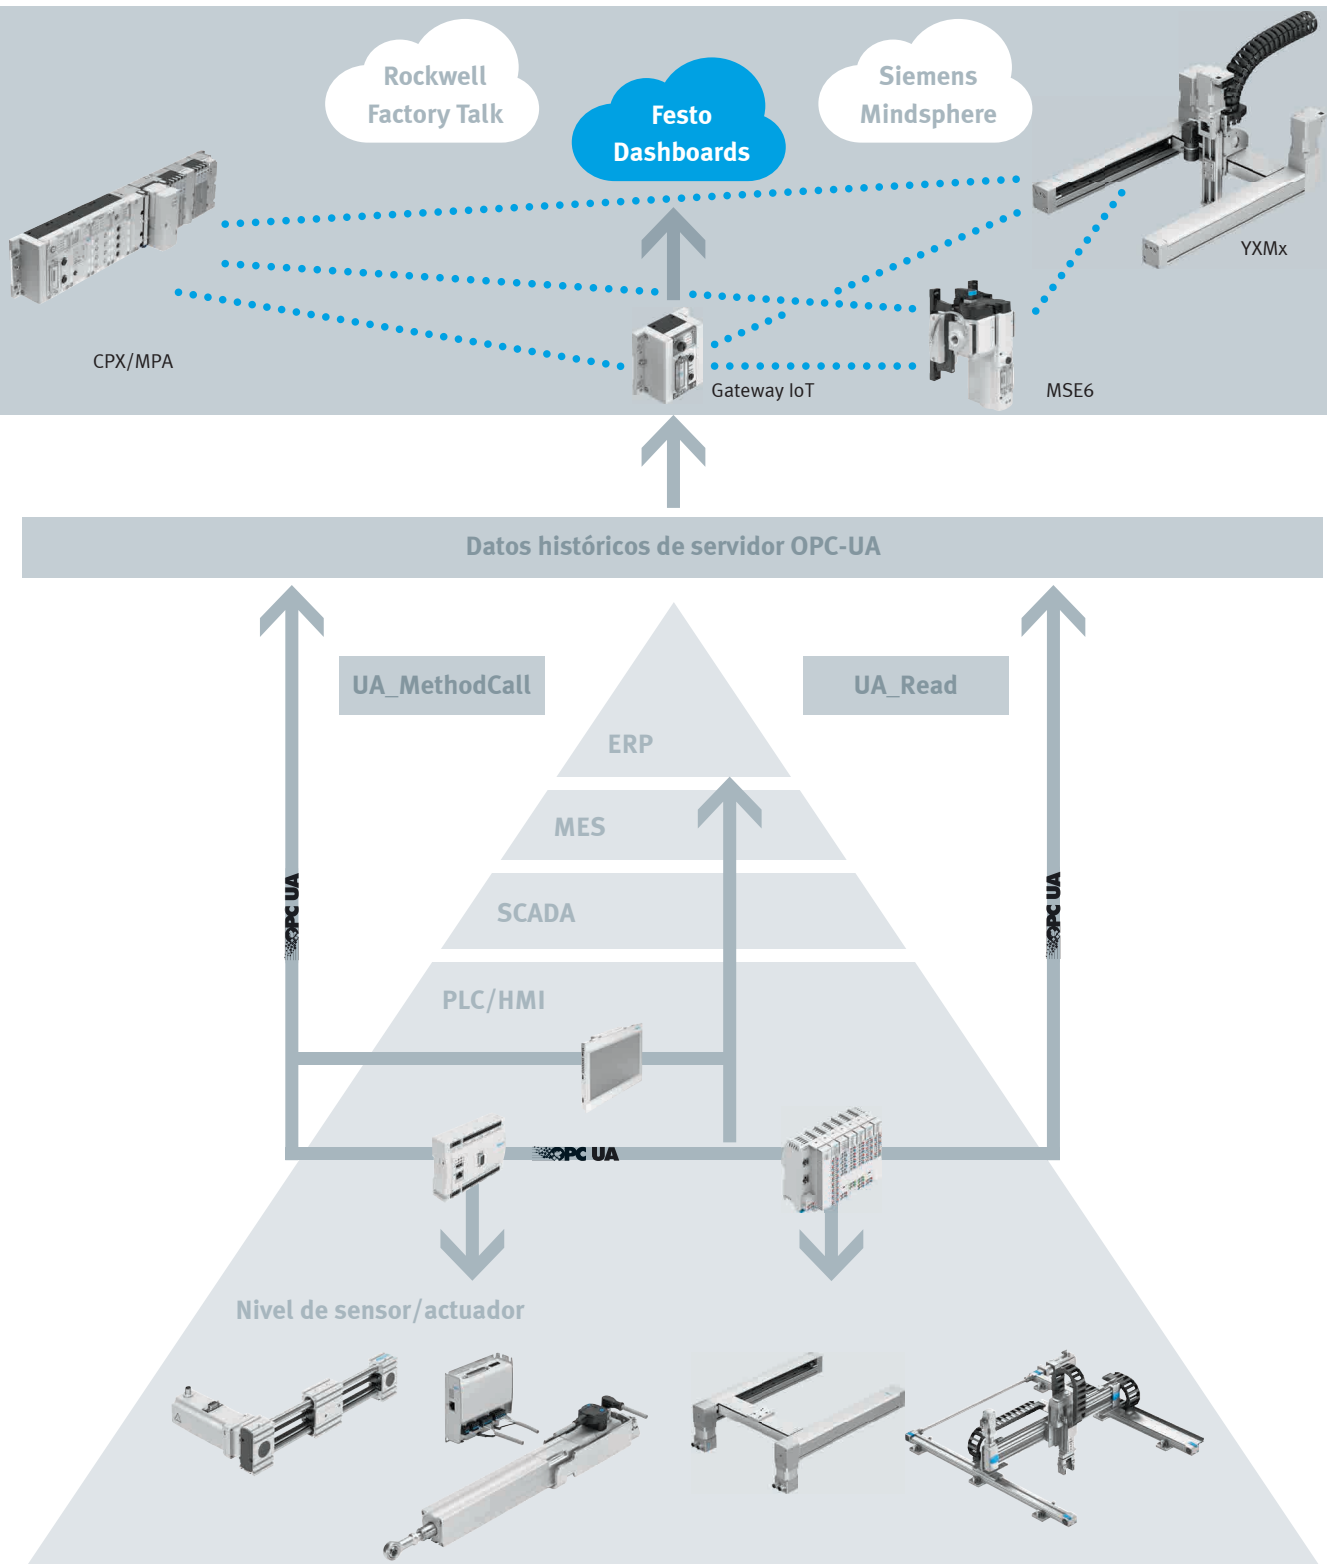 Rockwell
Factory Talk
Festo
Dashboards
Siemens
Mindsphere
YXMx
CPX/MPA
Gateway IoT
MSE6
Datos históricos de servidor OPC-UA
UA_MethodCall
UA_Read
ERP
MES
SCADA
OPC UA
OPC UA
PLC/HMI
OPC UA
Nivel de sensor/actuador